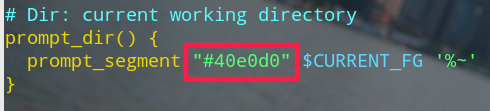 # Dir: current working directory
prompt_dir() {
  prompt_segment "#40e0d0" $CURRENT_FG '%~'
}